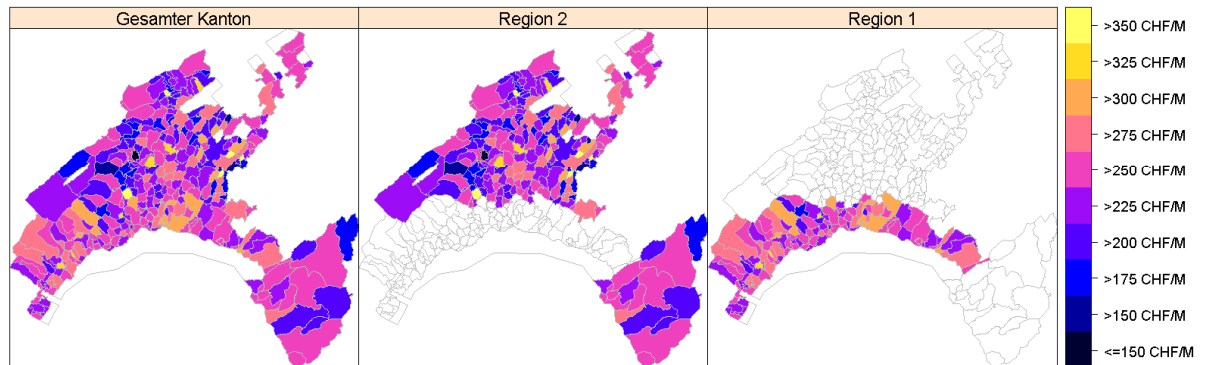 Gesamter Kanton
Region 2
Region 1
>350 CHF/M
>325 CHF/M
>300 CHF/M
>275 CHF/M
>250 CHF/M
>225 CHF/M
>200 CHF/M
>175 CHF/M
>150 CHF/M
<=150 CHF/M